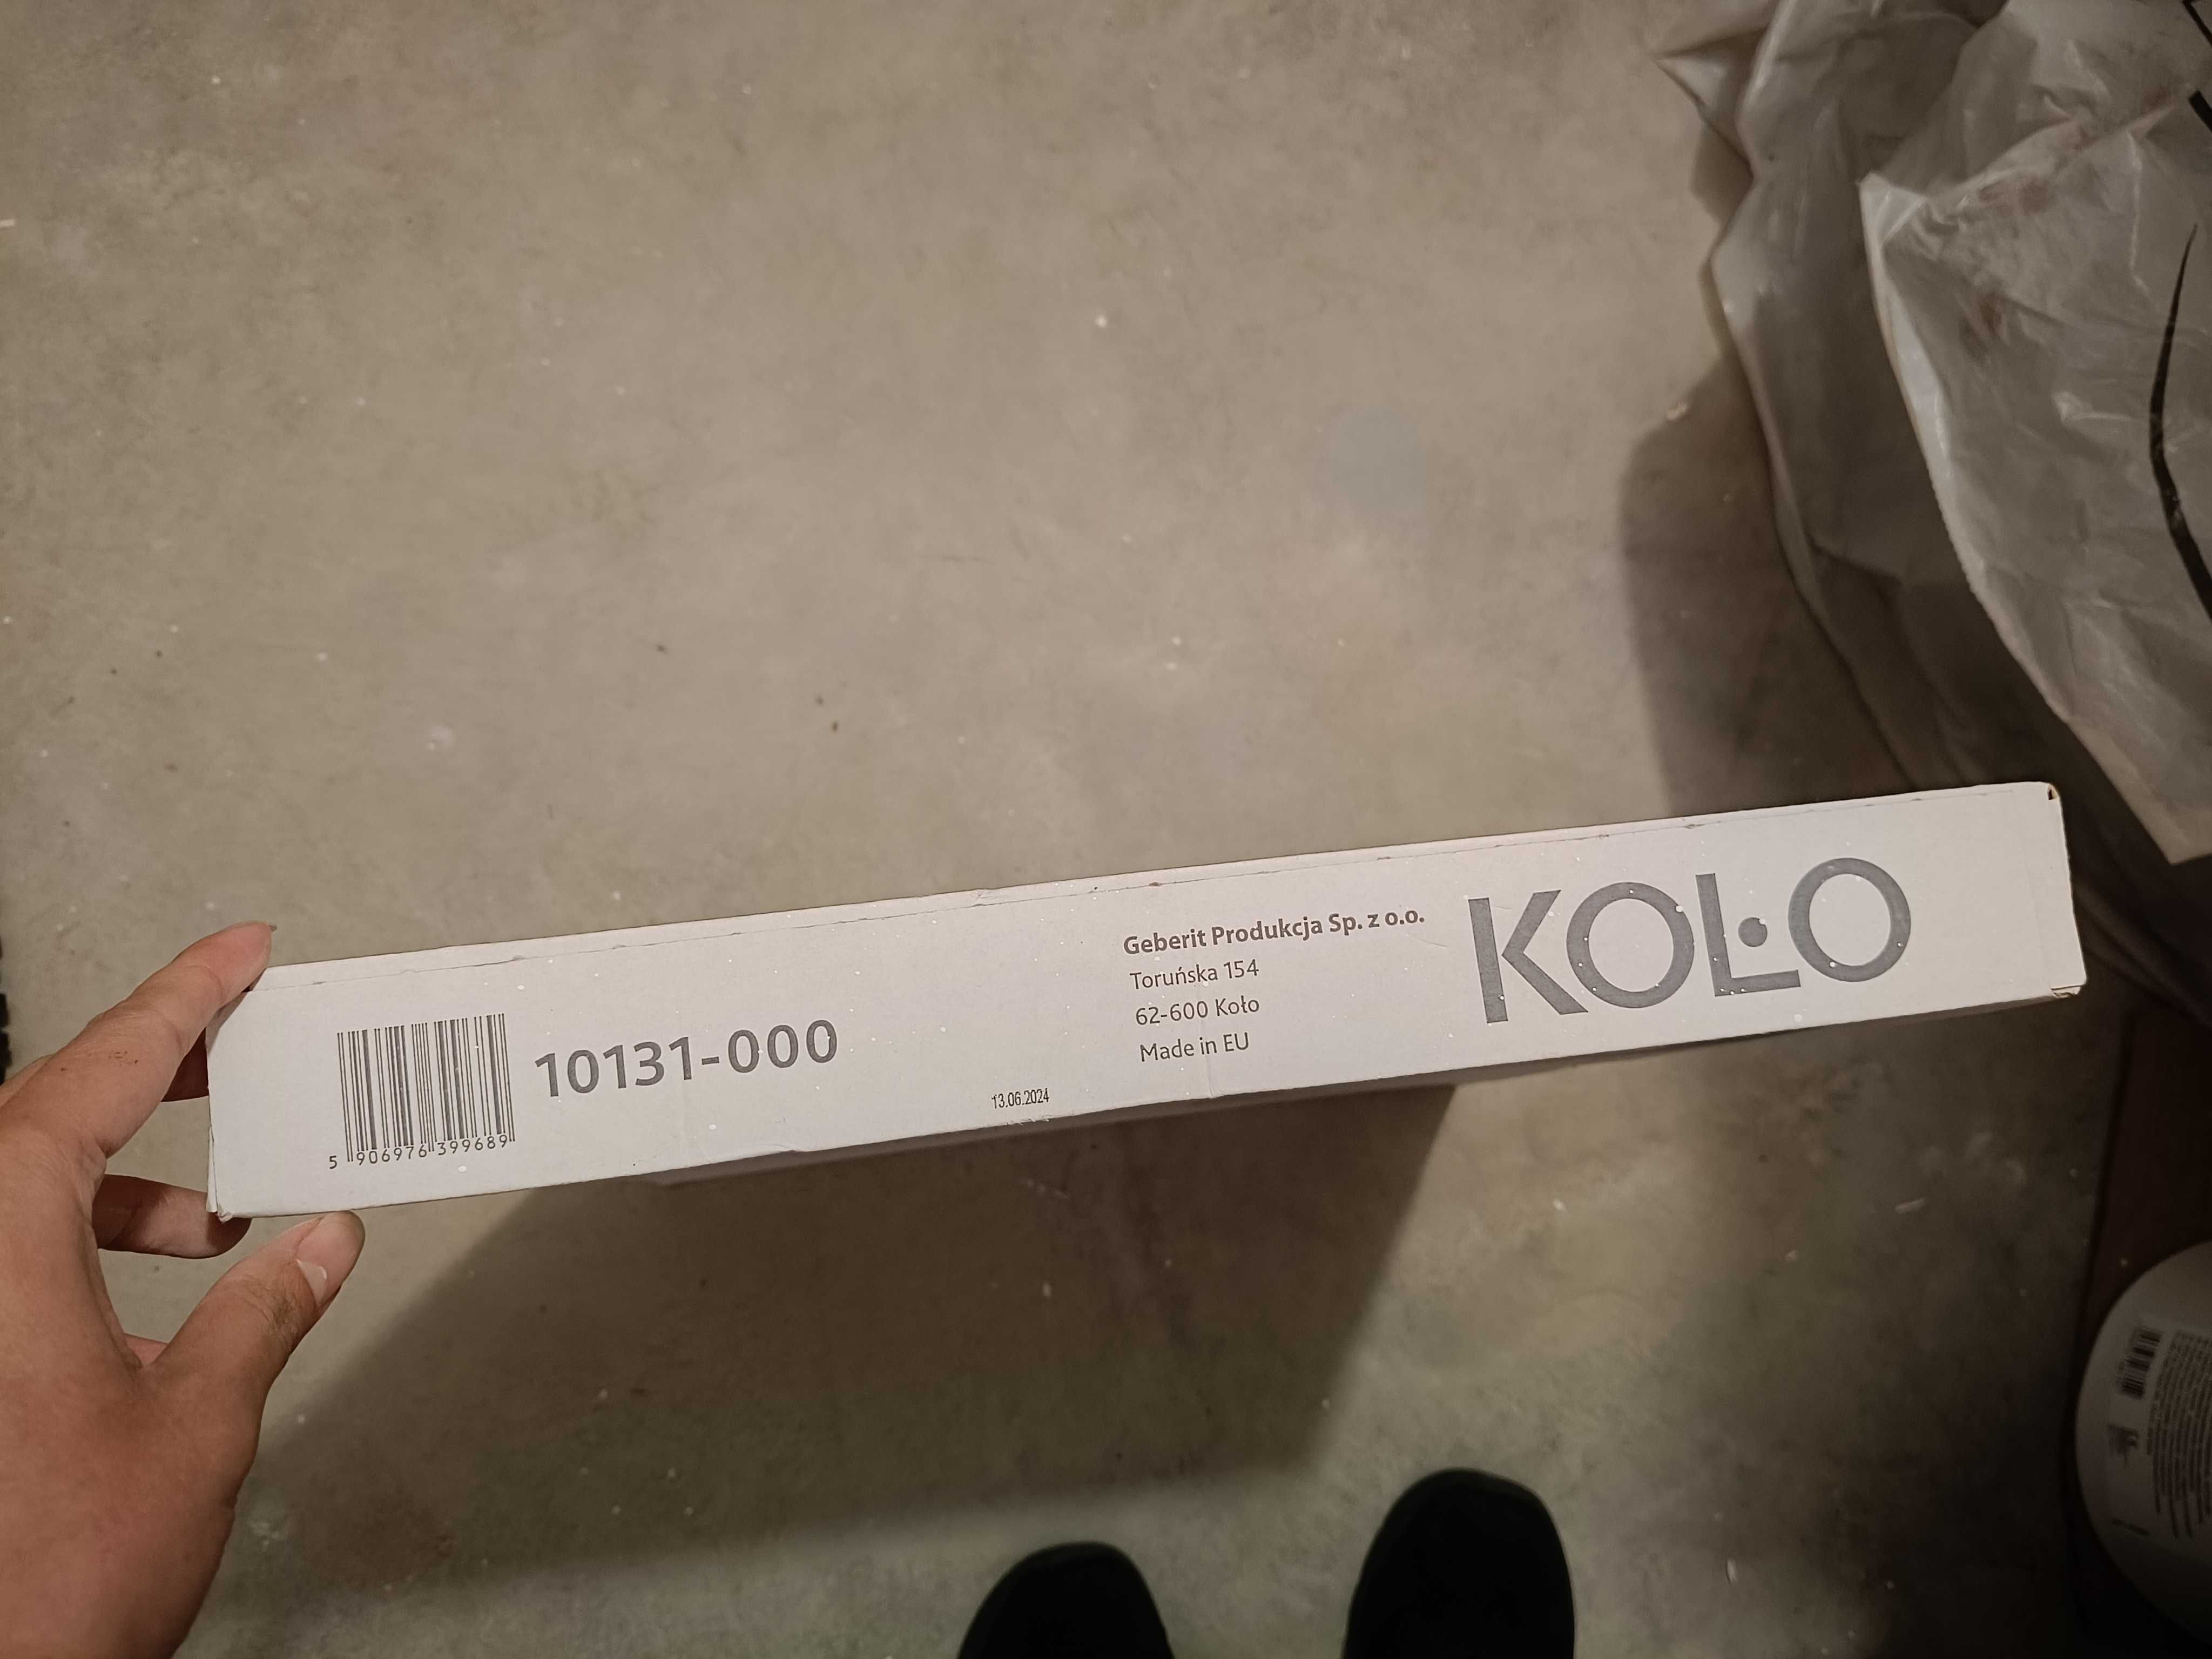 KOŁO
Geberit Produkcja Sp. z o.o.
Toruńska 154
62-600 Koło
Made in EU
10131-000
13.06.2024
5 906976 399689